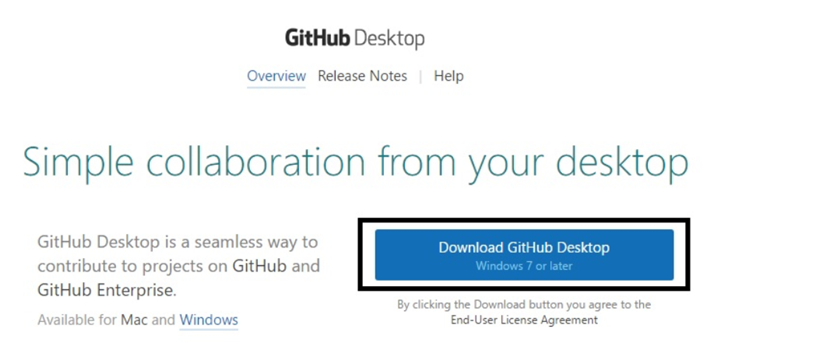 GitHub Desktop
Overview Release Notes | Help
Simple collaboration from your desktop
GitHub Desktop is a seamless way to
contribute to projects on GitHub and
GitHub Enterprise.
Available for Mac and Windows
Download GitHub Desktop
Windows 7 or later
By clicking the Download button you agree to the
End-User License Agreement